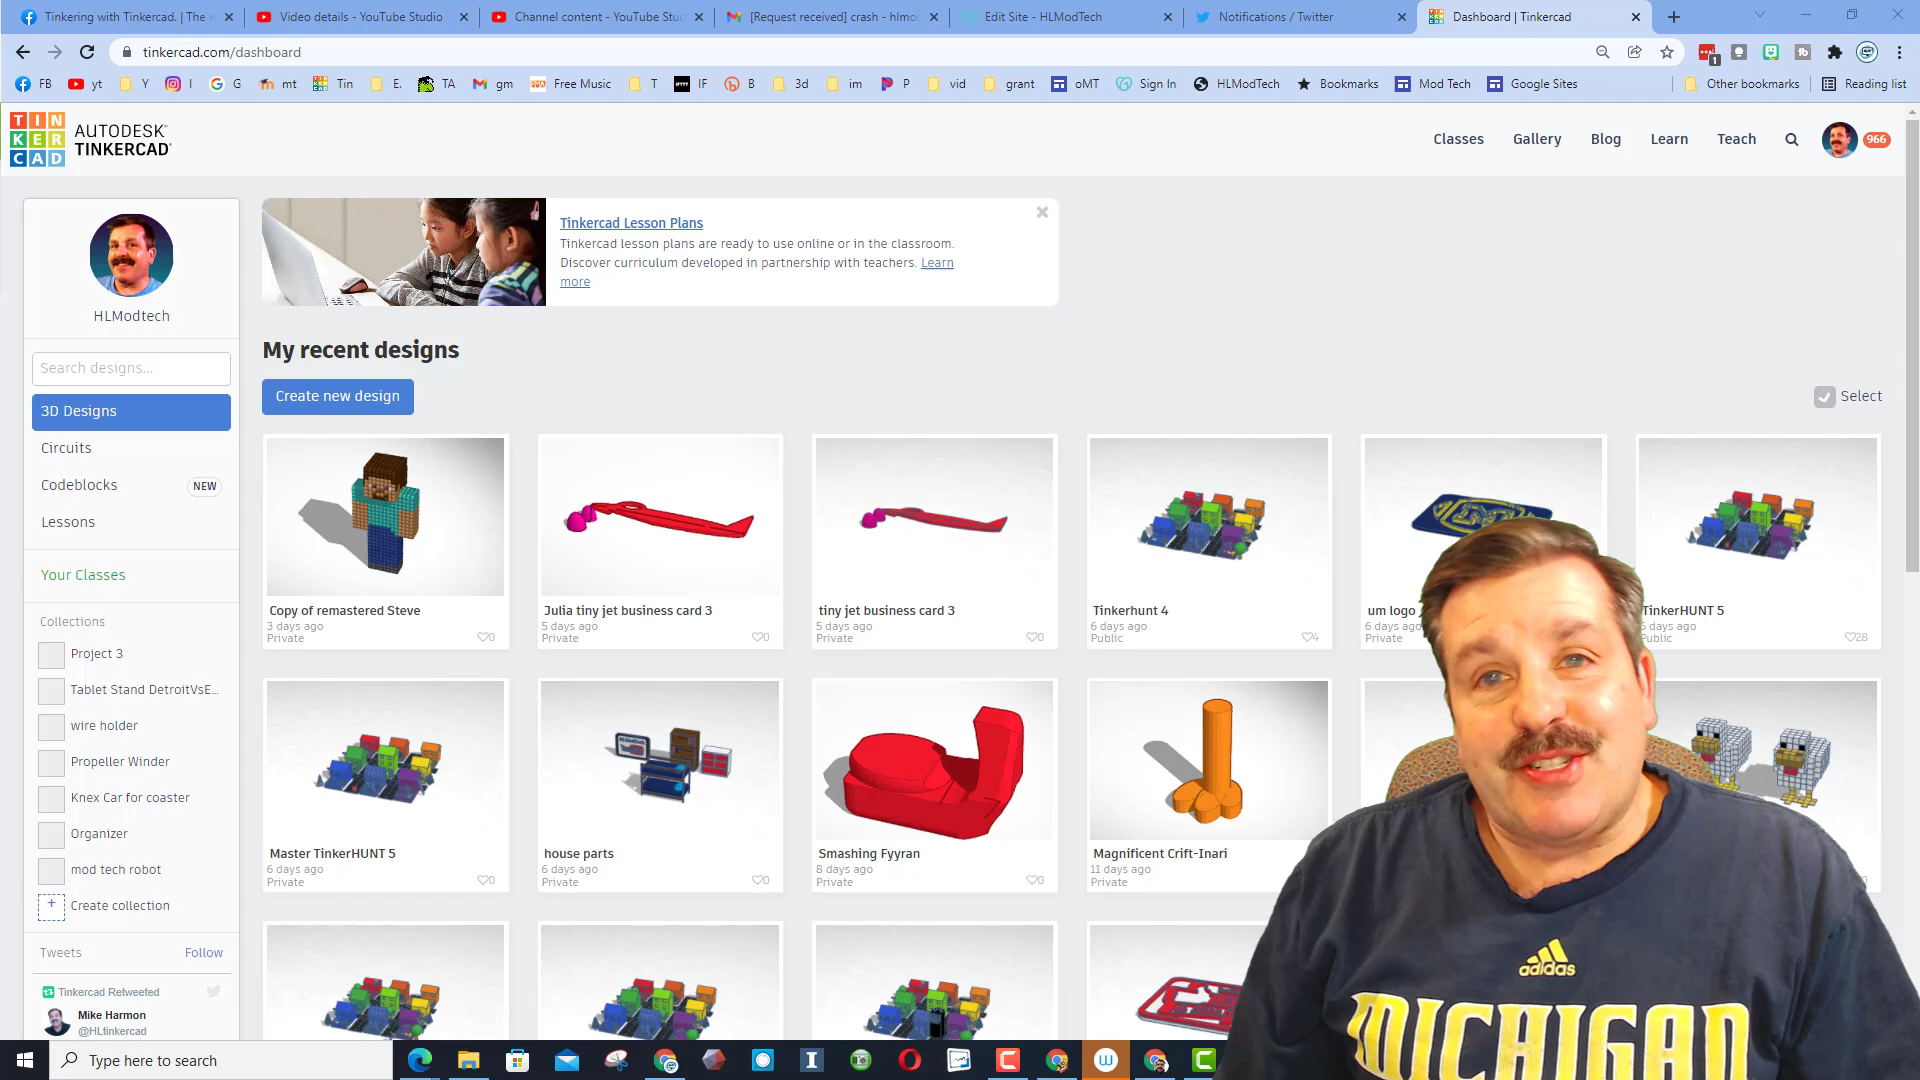 Tinkering with Tinkercad. | The
Video details - YouTube Studio
Channel content - YouTube Stu
[Request received] crash - hlmo
Edit Site - HLModTech
Notifications / Twitter
Dashboard | Tinkercad
tinkercad.com/dashboard
1
FB
yt
Y
I
G
mt
Tin
E.
TA
gm
Free Music
T
IF
B
3d
im
P
vid
grant
oMT
Sign In
HLModTech
Bookmarks
Mod Tech
Google Sites
Other bookmarks
Reading list
TIN
KER
CAD
AUTODESK
TINKERCAD
Classes
Gallery
Blog
Learn
Teach
966
HLModtech
Search designs...
3D Designs
Circuits
Codeblocks
NEW
Lessons
Your Classes
Collections
Project 3
Tablet Stand DetroitVsE...
wire holder
Propeller Winder
Knex Car for coaster
Organizer
mod tech robot
Create collection
Tweets
Follow
Tinkercad Retweeted
Mike Harmon
@HLtinkercad
Tinkercad Lesson Plans
Tinkercad lesson plans are ready to use online or in the classroom.
Discover curriculum developed in partnership with teachers. Learn
more
My recent designs
Create new design
Select
Copy of remastered Steve
3 days ago
Private
0
Julia tiny jet business card 3
5 days ago
Private
0
tiny jet business card 3
5 days ago
Private
0
Tinkerhunt 4
6 days ago
Public
4
um logo
6 days ago
Private
TinkerHUNT 5
days ago
Public
28
Master TinkerHUNT 5
6 days ago
Private
0
house parts
6 days ago
Private
0
Smashing Fyyran
8 days ago
Private
0
Magnificent Crift-Inari
11 days ago
Private
adidas
MICHIGAN
Type here to search